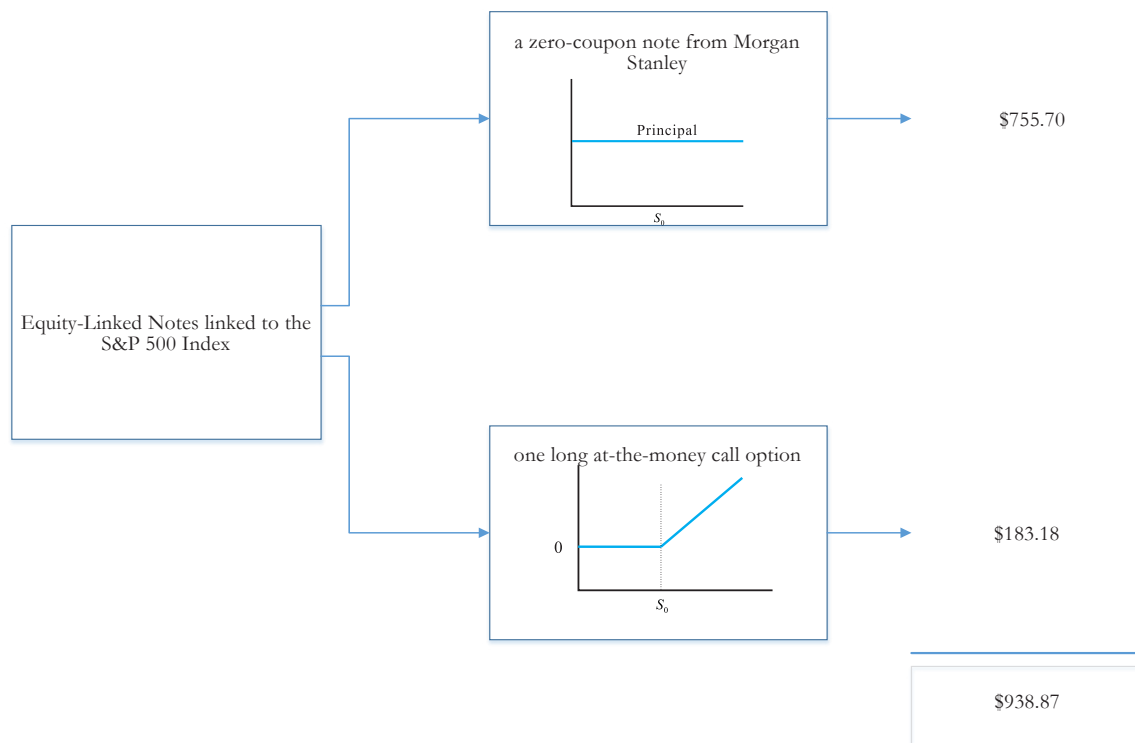 a zero-coupon note from Morgan
Stanley
Principal
S₀
$755.70
Equity-Linked Notes linked to the
S&P 500 Index
one long at-the-money call option
0
S₀
$183.18
$938.87